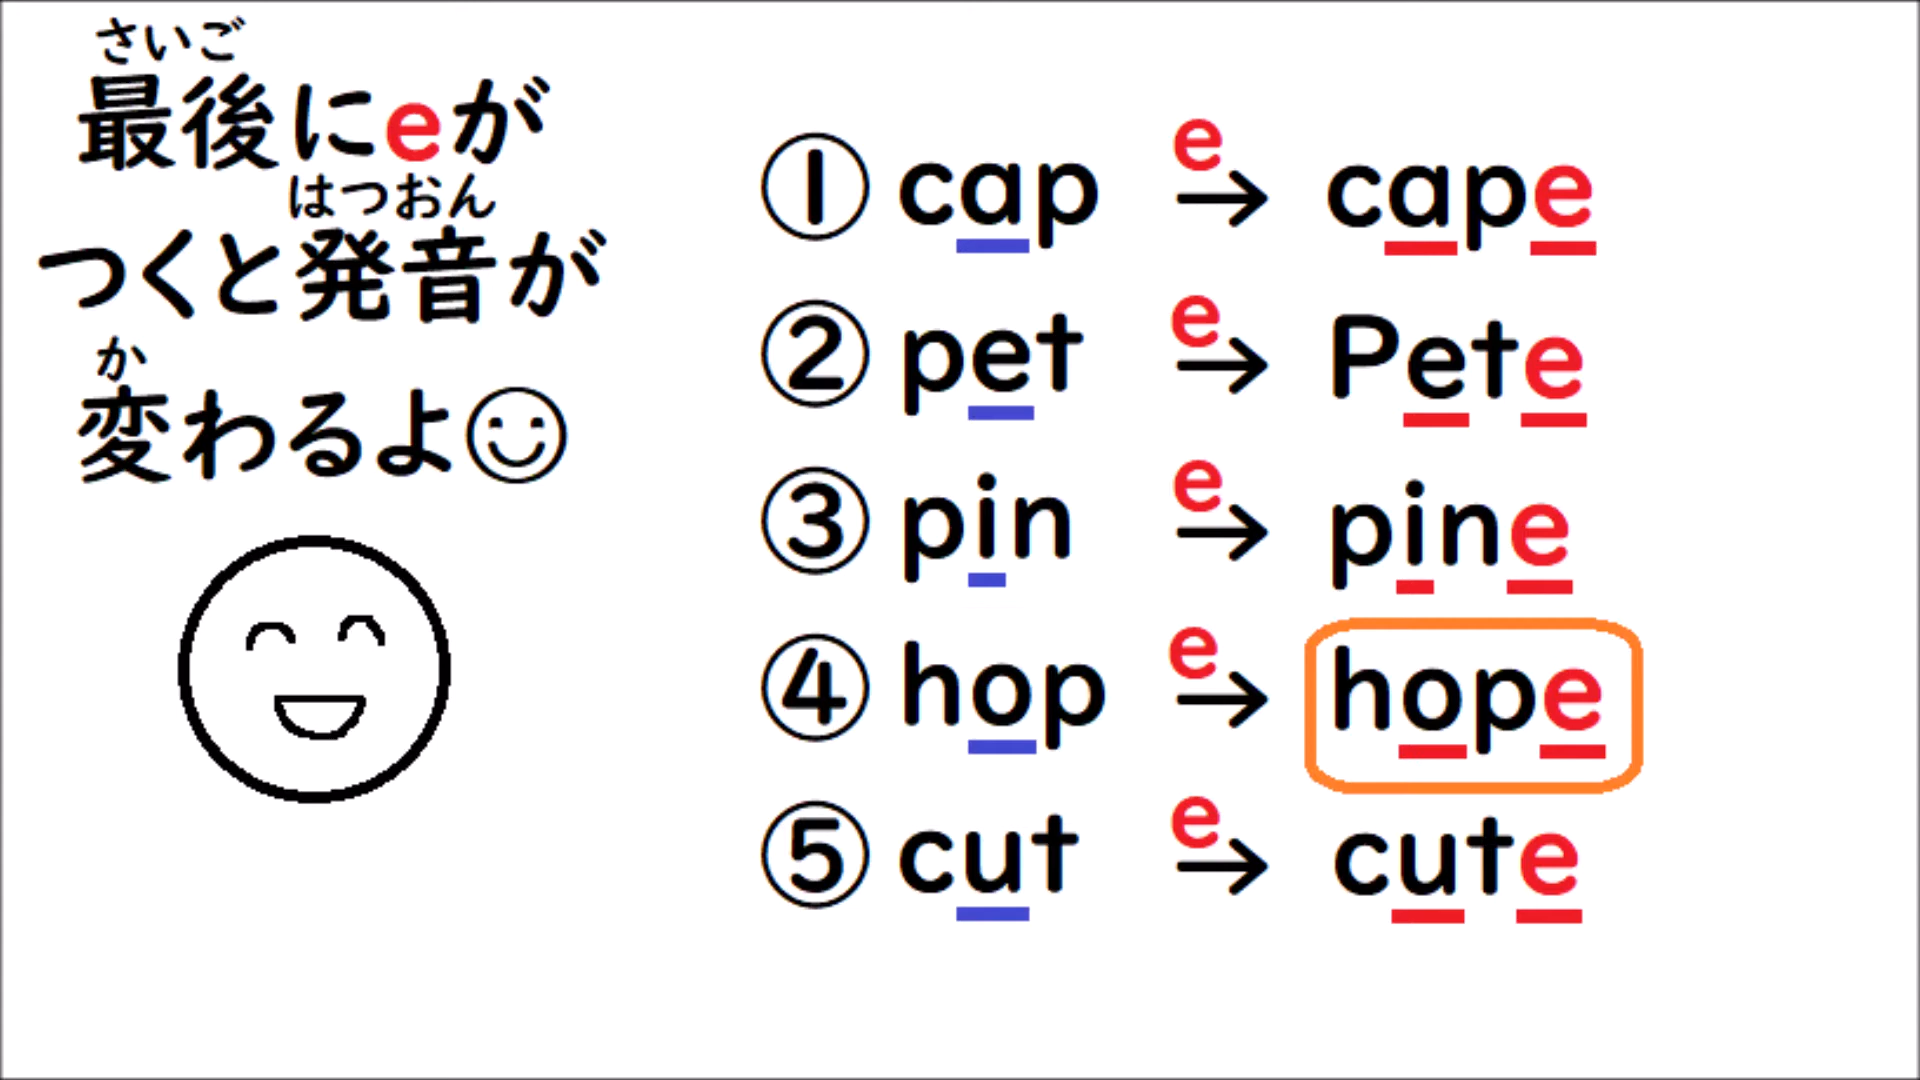 さいご
最後にeが
はつおん
つくと発音が
か
変わるよ☺
① cap e→ cape
② pet e→ Pete
③ pin e→ pine
④ hop e→ hope
⑤ cut e→ cute